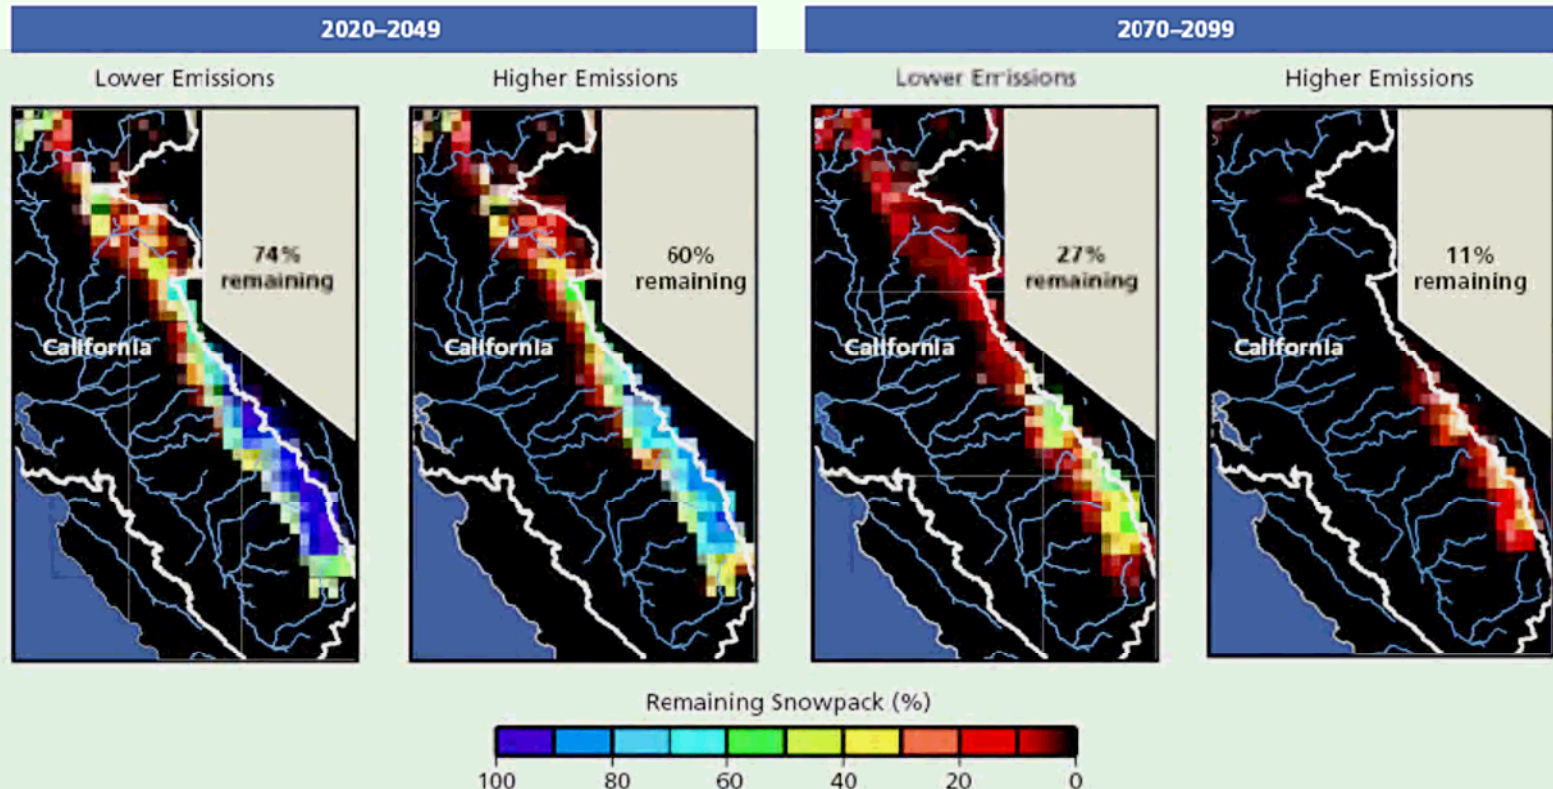 2020–2049
2070–2099
Lower Emissions
Higher Emissions
Lower Emissions
Higher Emissions
74%
remaining
60%
remaining
27%
remaining
11%
remaining
California
California
California
California
Remaining Snowpack (%)
100 80 60 40 20 0